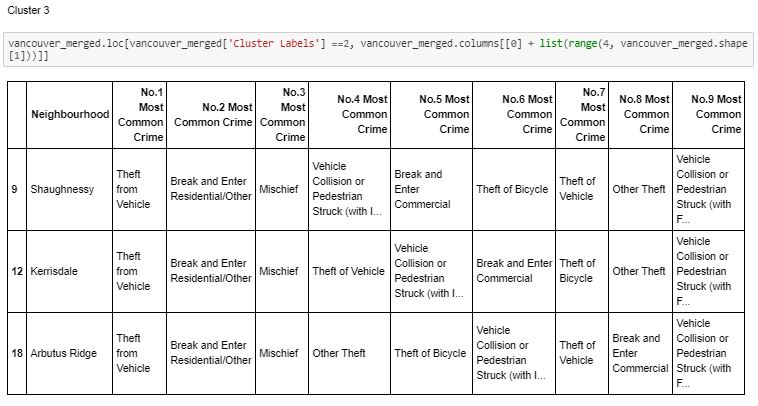 Cluster 3
vancouver_merged.loc[vancouver_merged['Cluster Labels'] ==2, vancouver_merged.columns[[0] + list(range(4, vancouver_merged.shape
[1]))]]
Neighbourhood
No.1
Most
Common
Crime
No.2 Most
Common Crime
No.3
Most
Common
Crime
No.4 Most
Common
Crime
No.5 Most
Common
Crime
No.6 Most
Common
Crime
No.7
Most
Common
Crime
No.8 Most
Common
Crime
No.9 Most
Common
Crime
9
Shaughnessy
Theft
from
Vehicle
Break and Enter
Residential/Other
Mischief
Vehicle
Collision or
Pedestrian
Struck (with I...
Break and
Enter
Commercial
Theft of Bicycle
Theft of
Vehicle
Other Theft
Vehicle
Collision or
Pedestrian
Struck (with
F...
12
Kerrisdale
Theft
from
Vehicle
Break and Enter
Residential/Other
Mischief
Theft of Vehicle
Vehicle
Collision or
Pedestrian
Struck (with I...
Break and Enter
Commercial
Theft of
Bicycle
Other Theft
Vehicle
Collision or
Pedestrian
Struck (with
F...
18
Arbutus Ridge
Theft
from
Vehicle
Break and Enter
Residential/Other
Mischief
Other Theft
Theft of Bicycle
Vehicle
Collision or
Pedestrian
Struck (with I...
Theft of
Vehicle
Break and
Enter
Commercial
Vehicle
Collision or
Pedestrian
Struck (with
F...